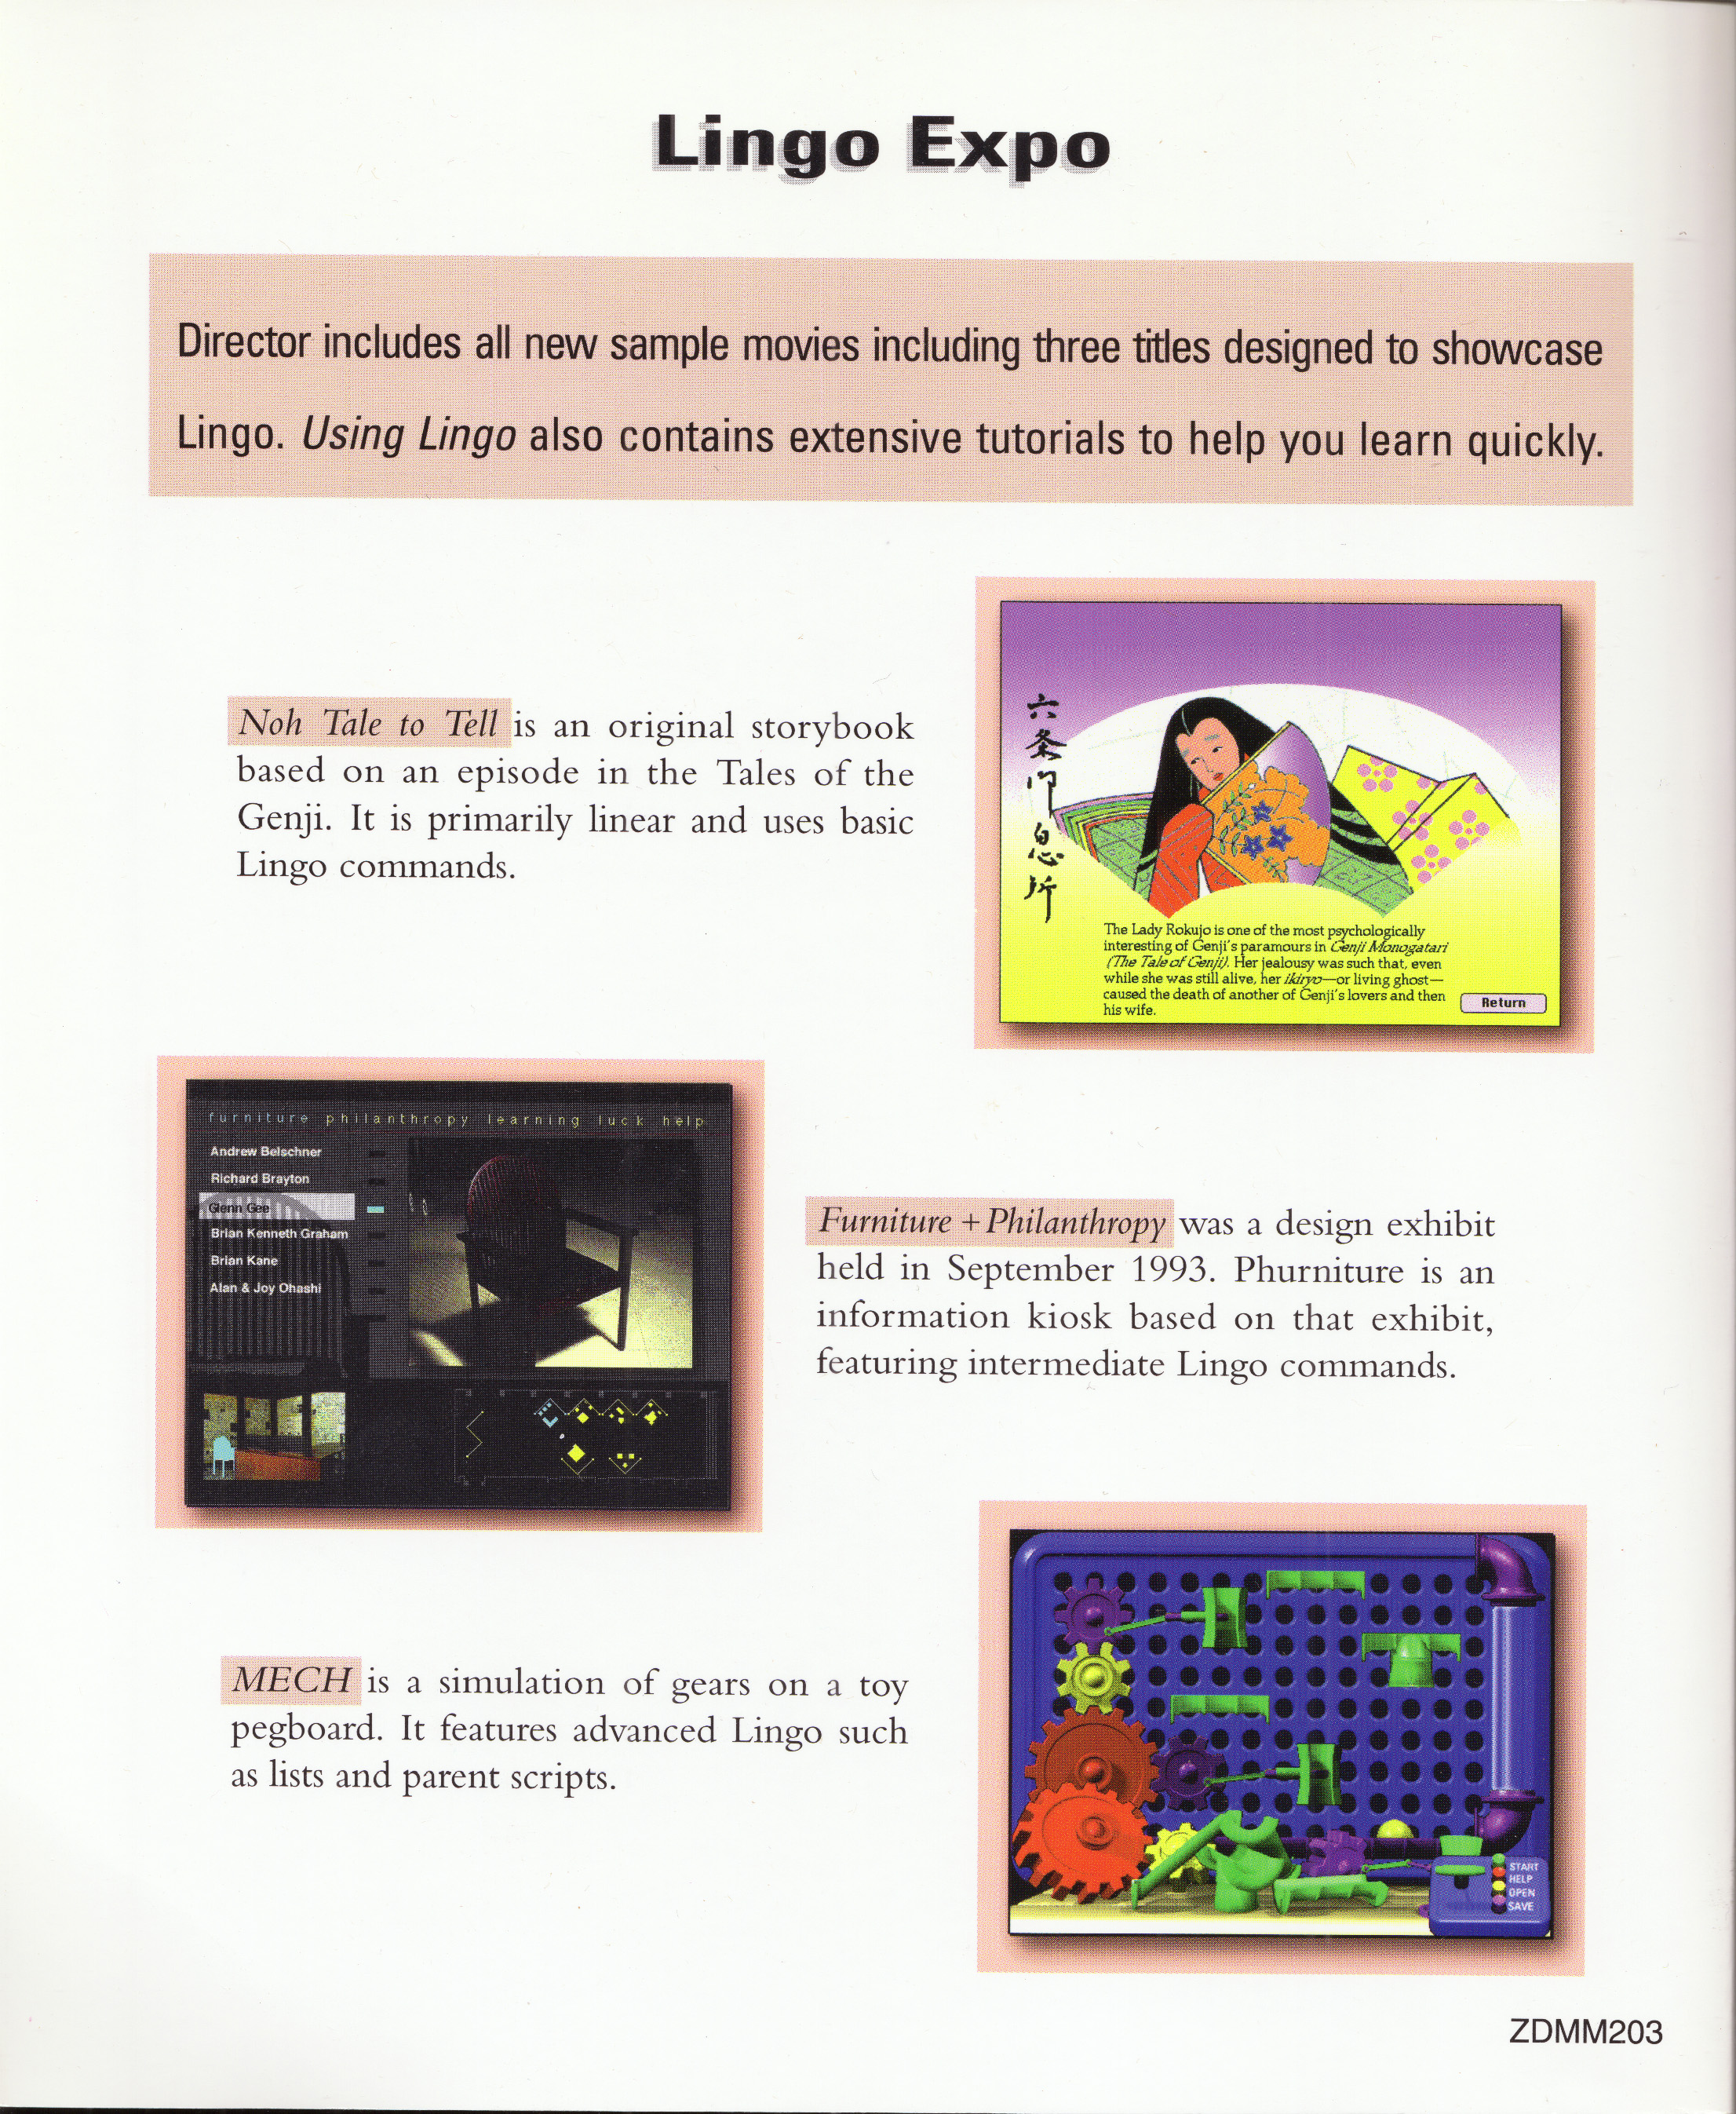 Lingo Expo
Director includes all new sample movies including three titles designed to showcase
Lingo. Using Lingo also contains extensive tutorials to help you learn quickly.
Noh Tale to Tell is an original storybook
based on an episode in the Tales of the
Genji. It is primarily linear and uses basic
Lingo commands.
六条門息所
The Lady Rokujo is one of the most psychologically
interesting of Genji's paramours in Genji Monogatari
(The Tale of Genji). Her jealousy was such that, even
while she was still alive, her ikiryo—or living ghost—
caused the death of another of Genji's lovers and then
his wife.
Return
furniture philanthropy learning luck help
Andrew Belschner
Richard Brayton
Glenn Gee
Brian Kenneth Graham
Brian Kane
Alan & Joy Ohashi
Furniture + Philanthropy was a design exhibit
held in September 1993. Phurniture is an
information kiosk based on that exhibit,
featuring intermediate Lingo commands.
MECH is a simulation of gears on a toy
pegboard. It features advanced Lingo such
as lists and parent scripts.
START
HELP
OPEN
SAVE
ZDMM203